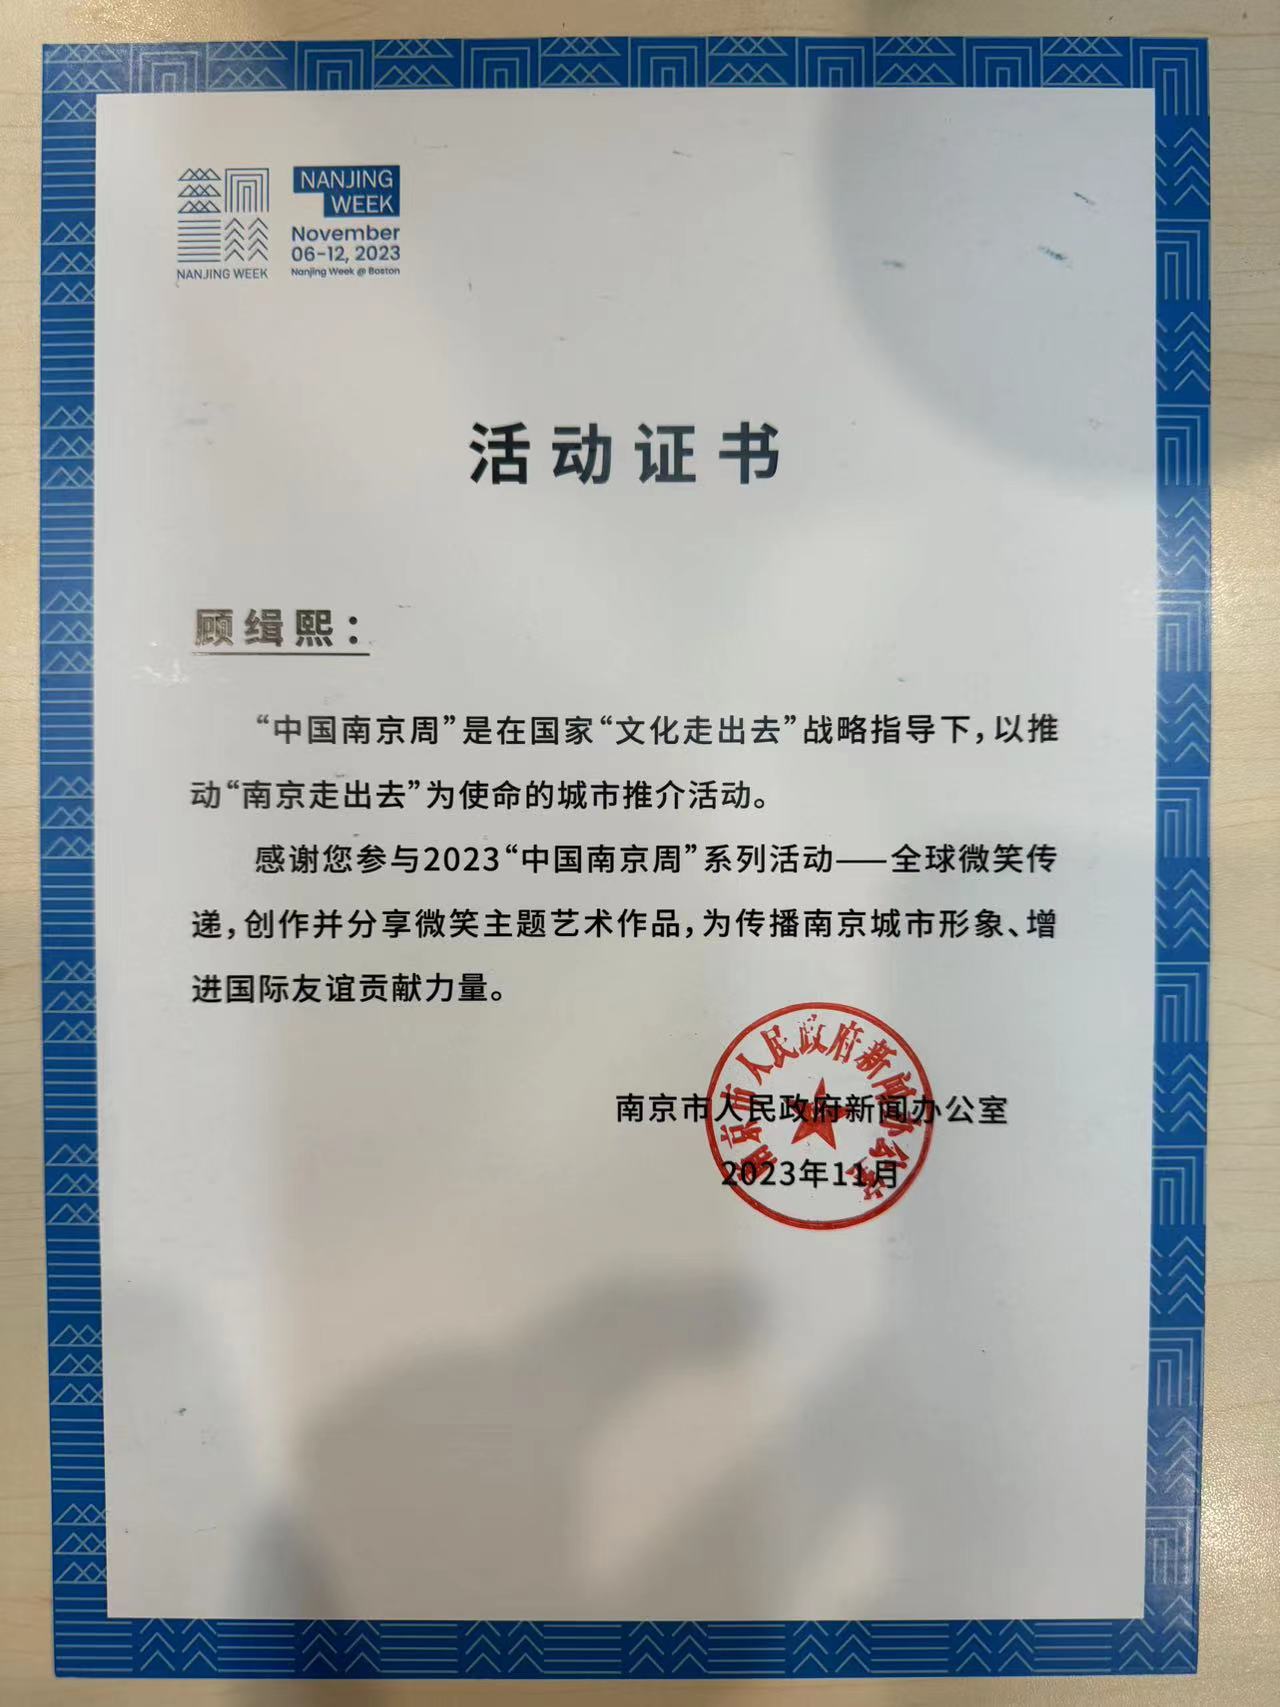 NANJING WEEK
NANJING
WEEK
November
06-12, 2023
Nanjing Week @ Boston
活动证书
顾缉熙：
“中国南京周”是在国家“文化走出去”战略指导下，以推
动“南京走出去”为使命的城市推介活动。
感谢您参与2023“中国南京周”系列活动——全球微笑传
递，创作并分享微笑主题艺术作品，为传播南京城市形象、增
进国际友谊贡献力量。
南京市人民政府新闻办公室
2023年11月
南京市人民政府新闻办公室